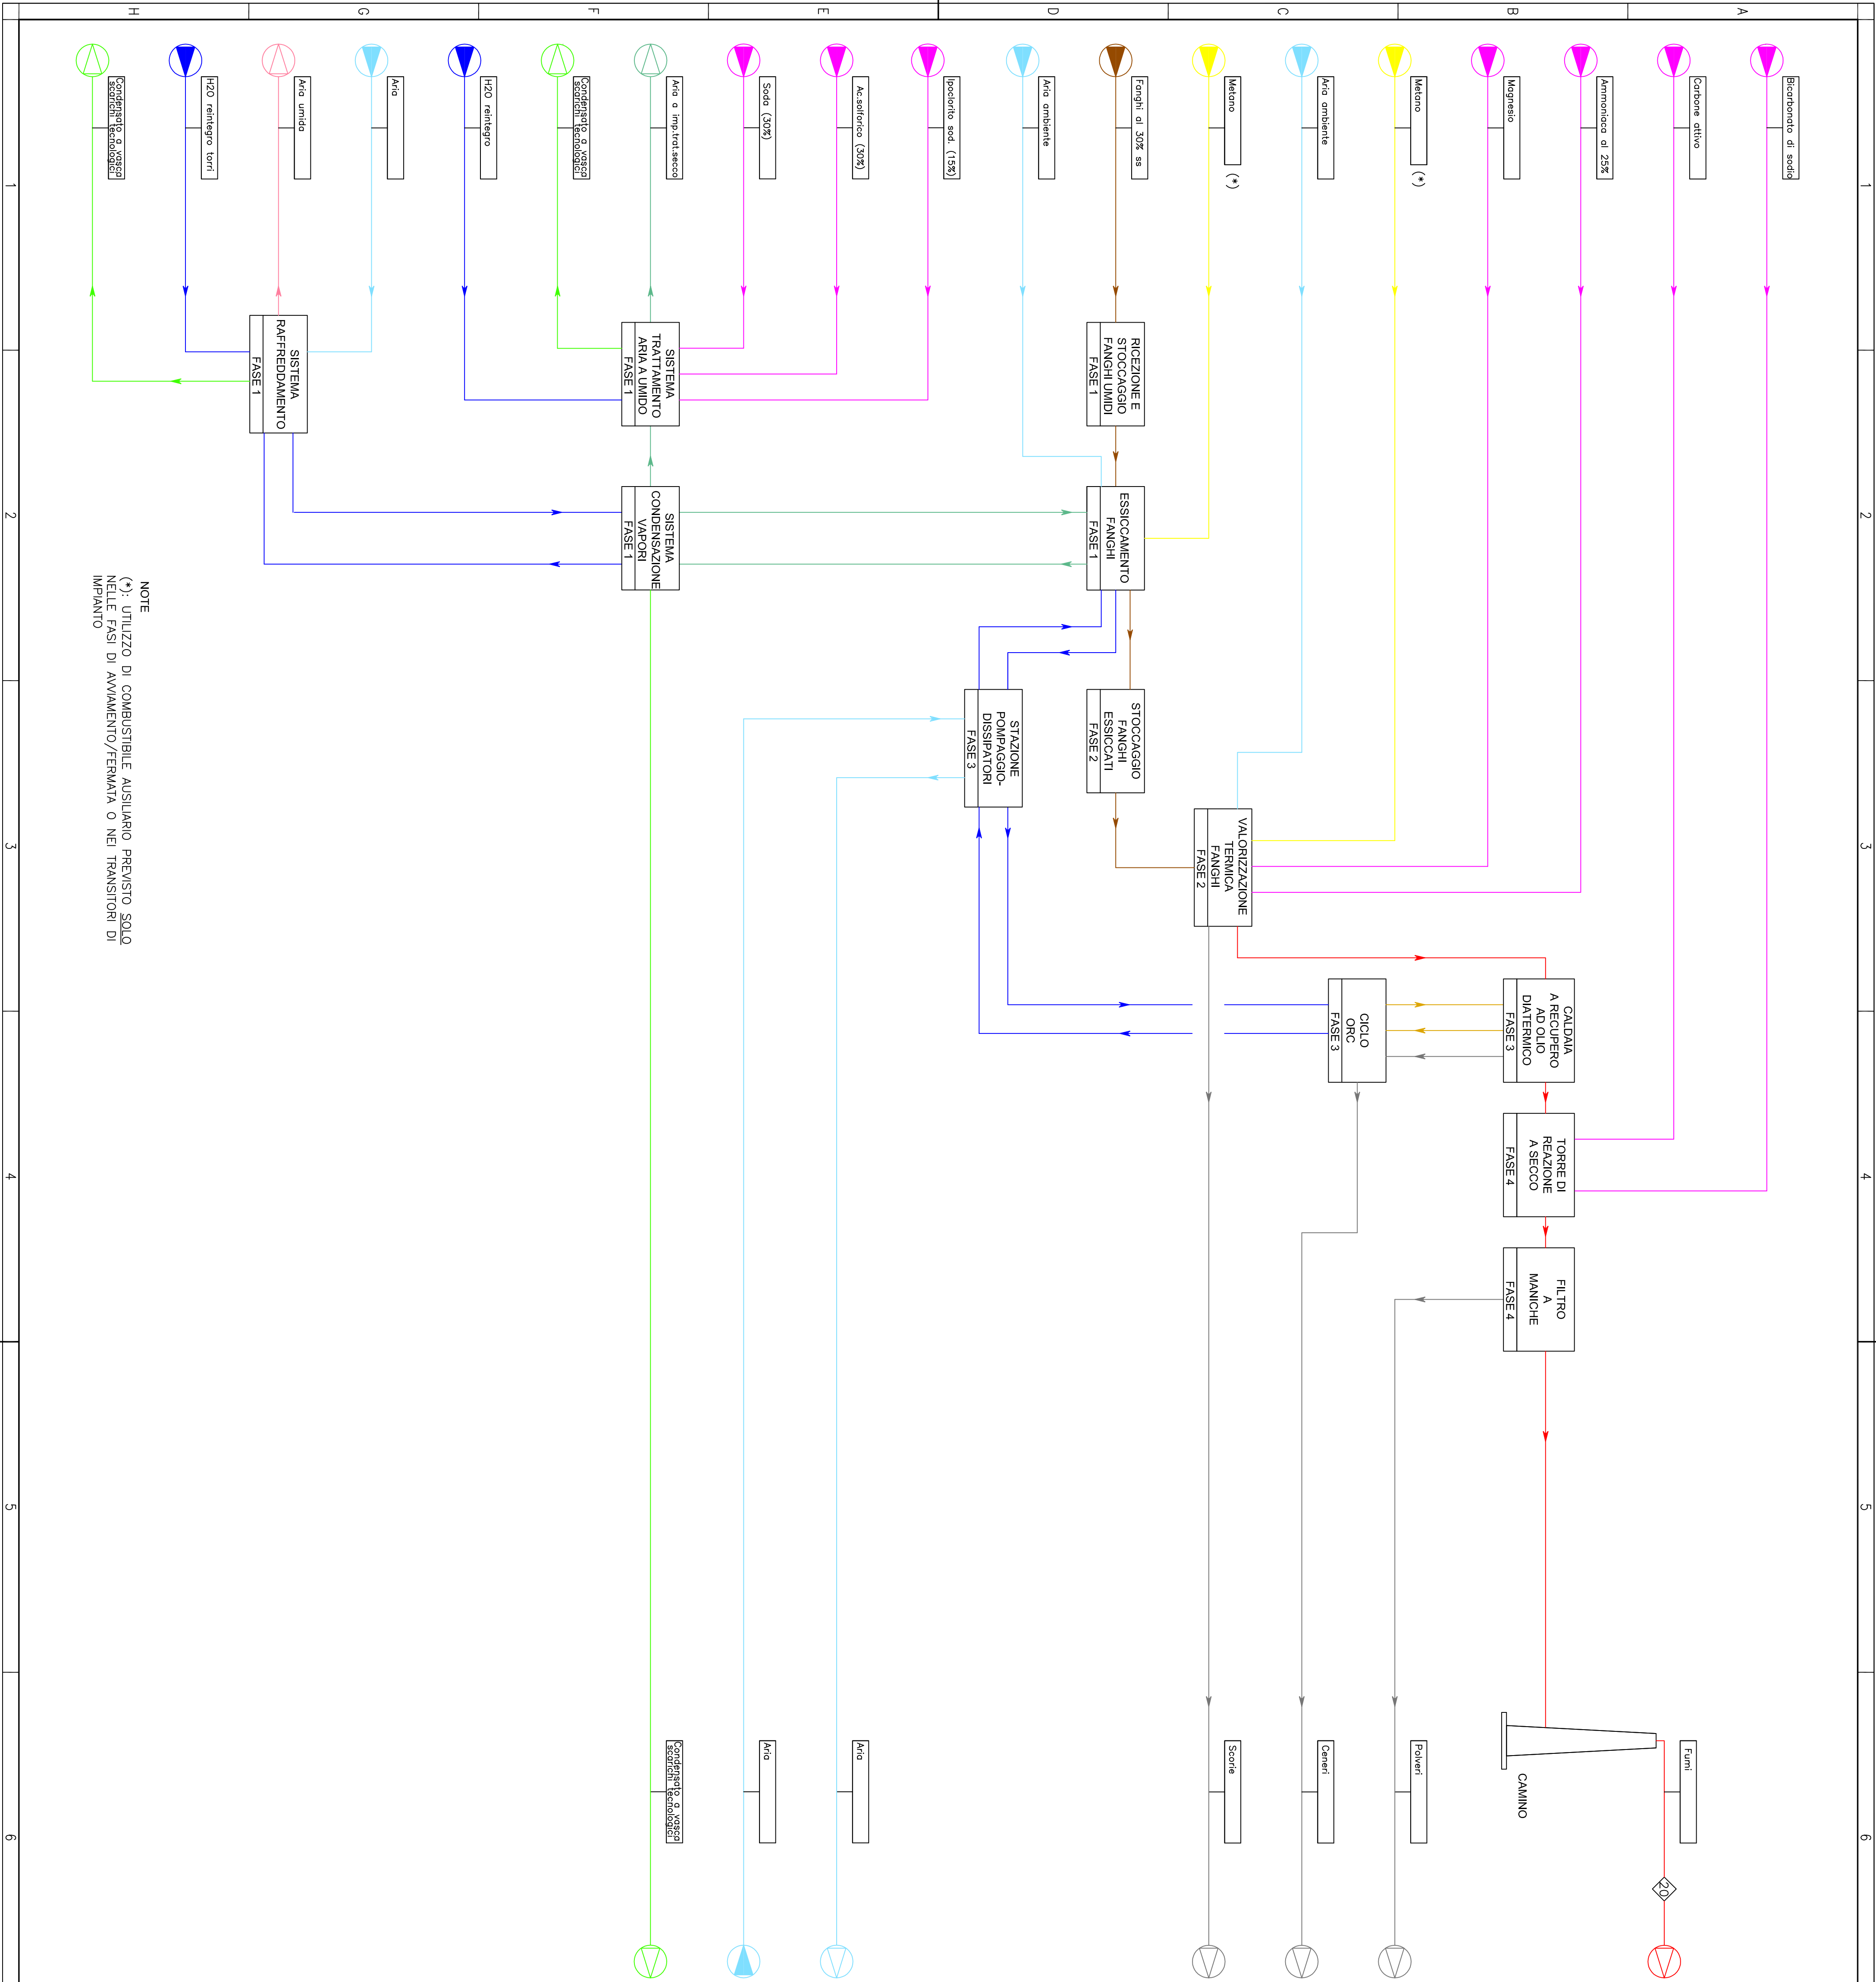 1
2
3
4
5
6
A
B
C
D
E
F
G
H
Bicarbonato di sodio
Carbone attivo
Ammoniaca al 25%
Magnesio
Metano
(*)
Aria ambiente
Metano
(*)
Fanghi al 30% ss
Aria ambiente
Ipoclorito sod. (15%)
Ac.solforico (30%)
Soda (30%)
Aria a imp.trat.secco
Condensato a vasca
scarichi tecnologici
H2O reintegro
Aria
Aria umida
H2O reintegro torri
Condensato a vasca
scarichi tecnologici
RICEZIONE E
STOCCAGGIO
FANGHI UMIDI
FASE 1
SISTEMA
TRATTAMENTO
ARIA A UMIDO
FASE 1
SISTEMA
RAFFREDDAMENTO
FASE 1
ESSICCAMENTO
FANGHI
FASE 1
SISTEMA
CONDENSAZIONE
VAPORI
FASE 1
STOCCAGGIO
FANGHI
ESSICCATI
FASE 2
STAZIONE
POMPAGGIO-
DISSIPATORI
FASE 3
VALORIZZAZIONE
TERMICA
FANGHI
FASE 2
CALDAIA
A RECUPERO
AD OLIO
DIATERMICO
FASE 3
CICLO
ORC
FASE 3
TORRE DI
REAZIONE
A SECCO
FASE 4
FILTRO
A
MANICHE
FASE 4
CAMINO
Fumi
20
Polveri
Ceneri
Scorie
Aria
Aria
Condensato a vasca
scarichi tecnologici
NOTE
(*): UTILIZZO DI COMBUSTIBILE AUSILIARIO PREVISTO SOLO
NELLE FASI DI AVVIAMENTO/FERMATA O NEI TRANSITORI DI
IMPIANTO
1
2
3
4
5
6